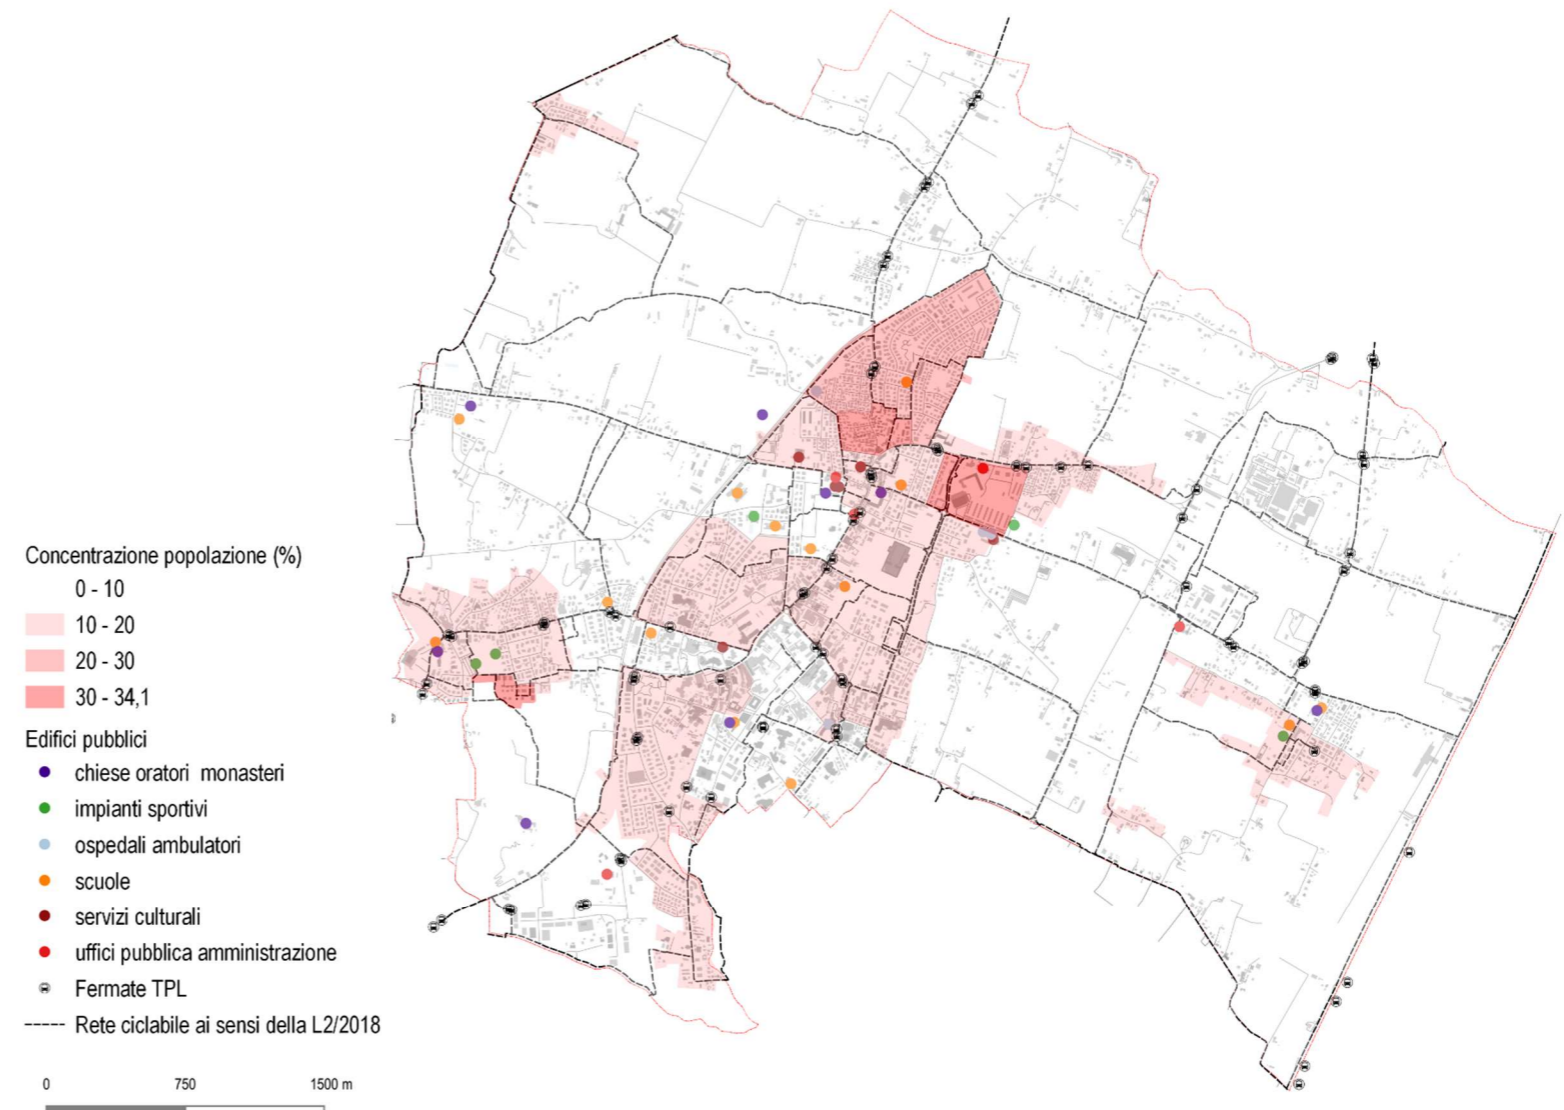 Concentrazione popolazione (%)
0 - 10
10 - 20
20 - 30
30 - 34,1
Edifici pubblici
chiese oratori monasteri
impianti sportivi
ospedali ambulatori
scuole
servizi culturali
uffici pubblica amministrazione
Fermate TPL
Rete ciclabile ai sensi della L2/2018
0 750 1500 m